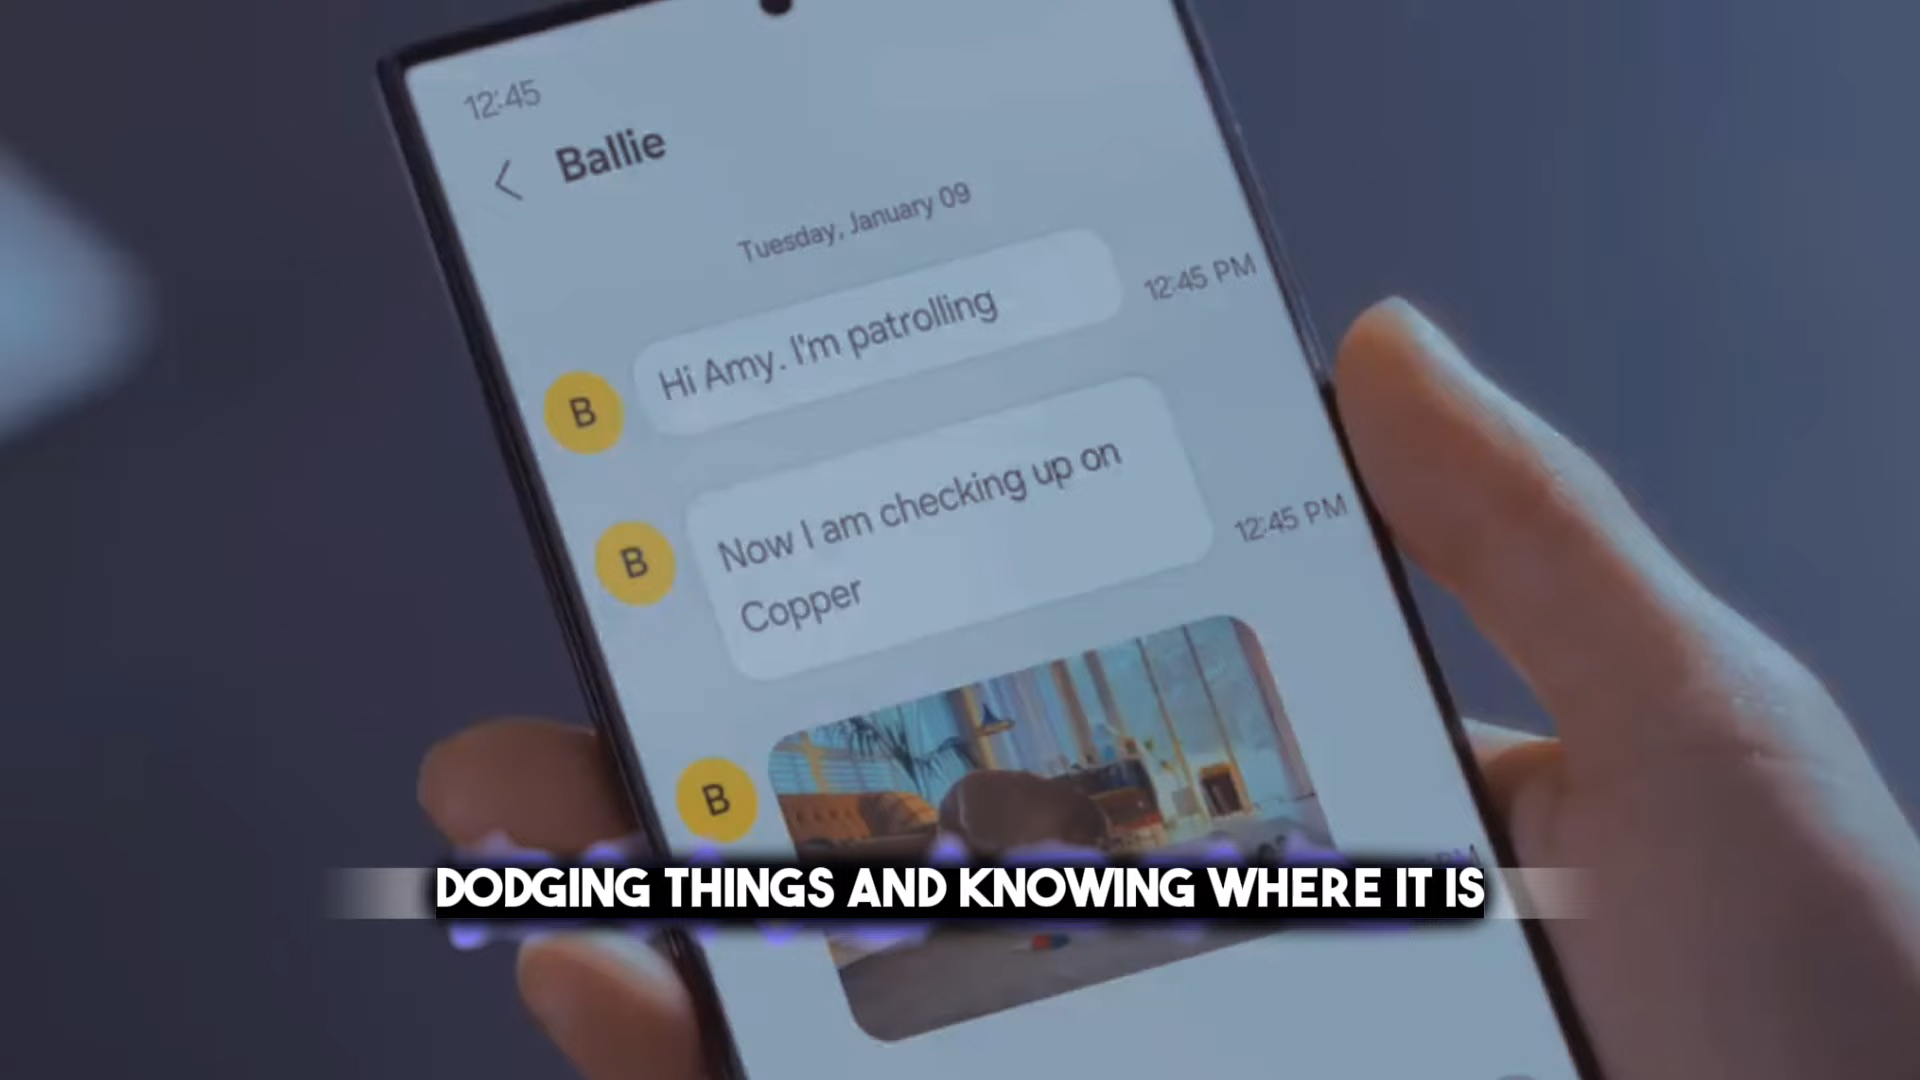 12:45
Ballie
Tuesday, January 09
Hi Amy. I'm patrolling
12:45 PM
B
Now I am checking up on
Copper
12:45 PM
B
B
PM
DODGING THINGS AND KNOWING WHERE IT IS